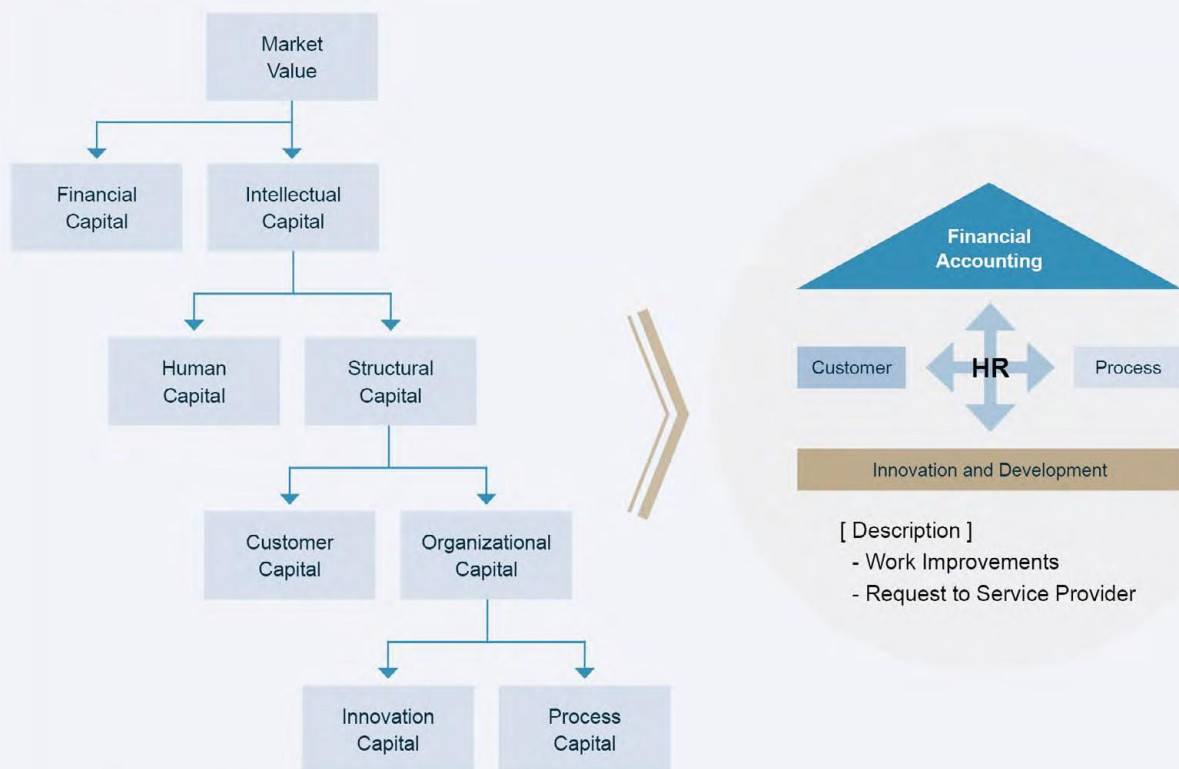 Market
Value
Financial
Capital
Intellectual
Capital
Human
Capital
Structural
Capital
Customer
Capital
Organizational
Capital
Innovation
Capital
Process
Capital
Financial
Accounting
Customer
HR
Process
Innovation and Development
[ Description ]
- Work Improvements
- Request to Service Provider